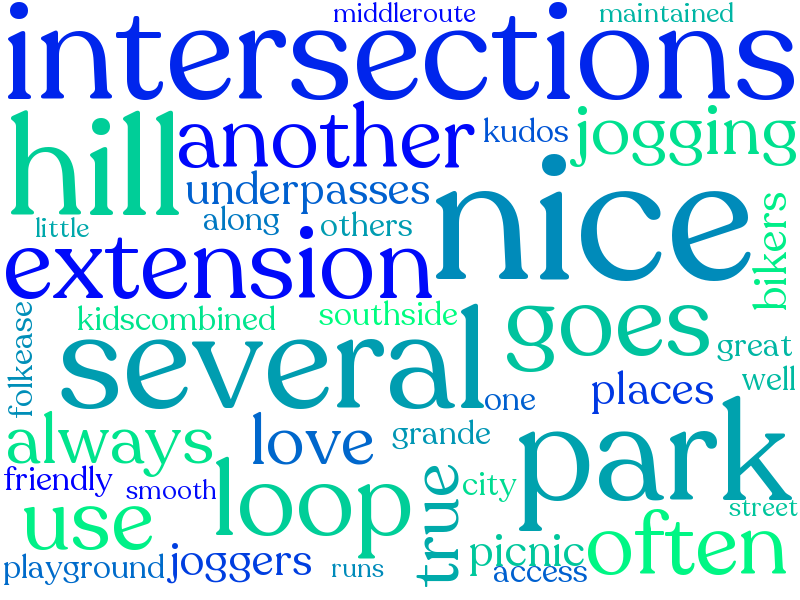 middleroute maintained
intersections
hill another kudos jogging
underpasses nice
little along others bikers
extension
kidscombined southside goes
folkease several great
one places well
always love grande park
friendly smooth loop true city
use street
often
playground joggers runs picnic
access